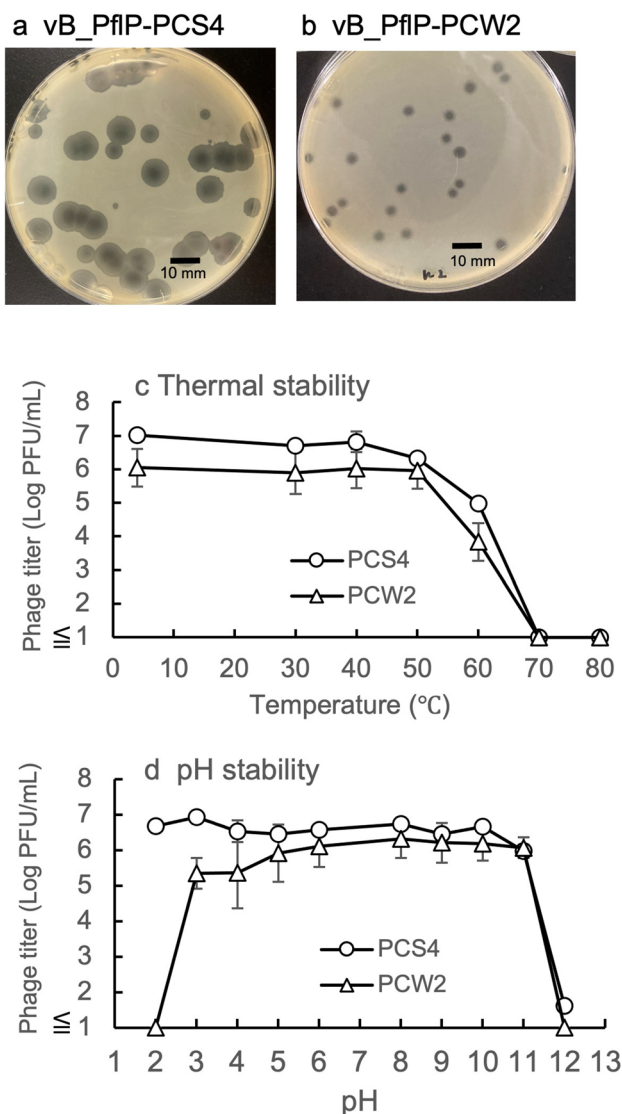 a vB_PflP-PCS4
b vB_PflP-PCW2
10 mm
10 mm
c Thermal stability
Phage titer (Log PFU/mL)
8
7
6
5
4
3
2
≦1
PCS4
PCW2
0 10 20 30 40 50 60 70 80
Temperature (℃)
d pH stability
Phage titer (Log PFU/mL)
8
7
6
5
4
3
2
≦1
PCS4
PCW2
1 2 3 4 5 6 7 8 9 10 11 12 13
pH